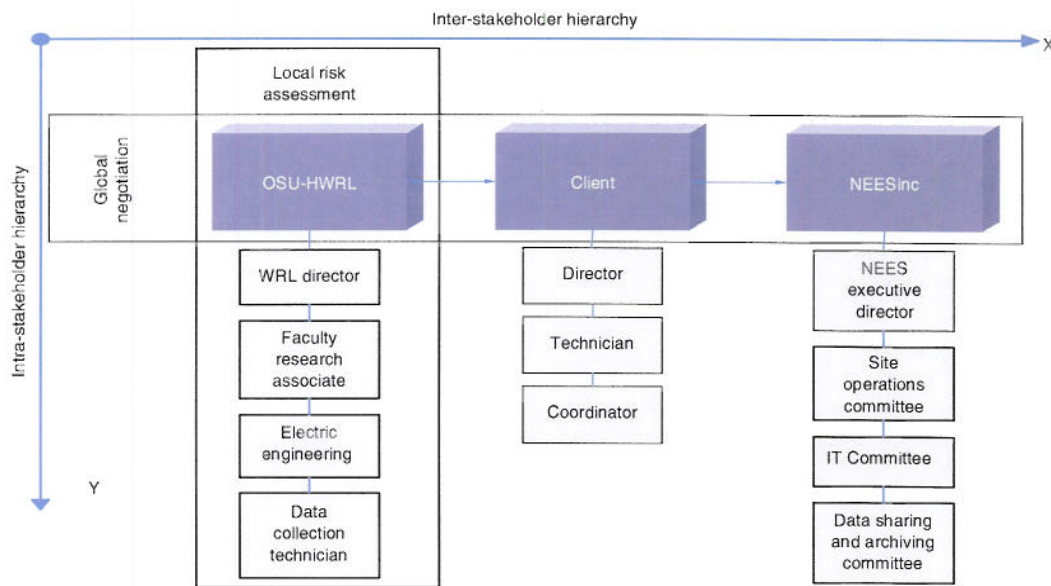 Inter-stakeholder hierarchy
X
Local risk
assessment
Global
negotiation
OSU-HWRL
Client
NEESinc
Intra-stakeholder hierarchy
WRL director
Faculty
research
associate
Electric
engineering
Data
collection
technician
Director
Technician
Coordinator
NEES
executive
director
Site
operations
committee
IT Committee
Data sharing
and archiving
committee
Y